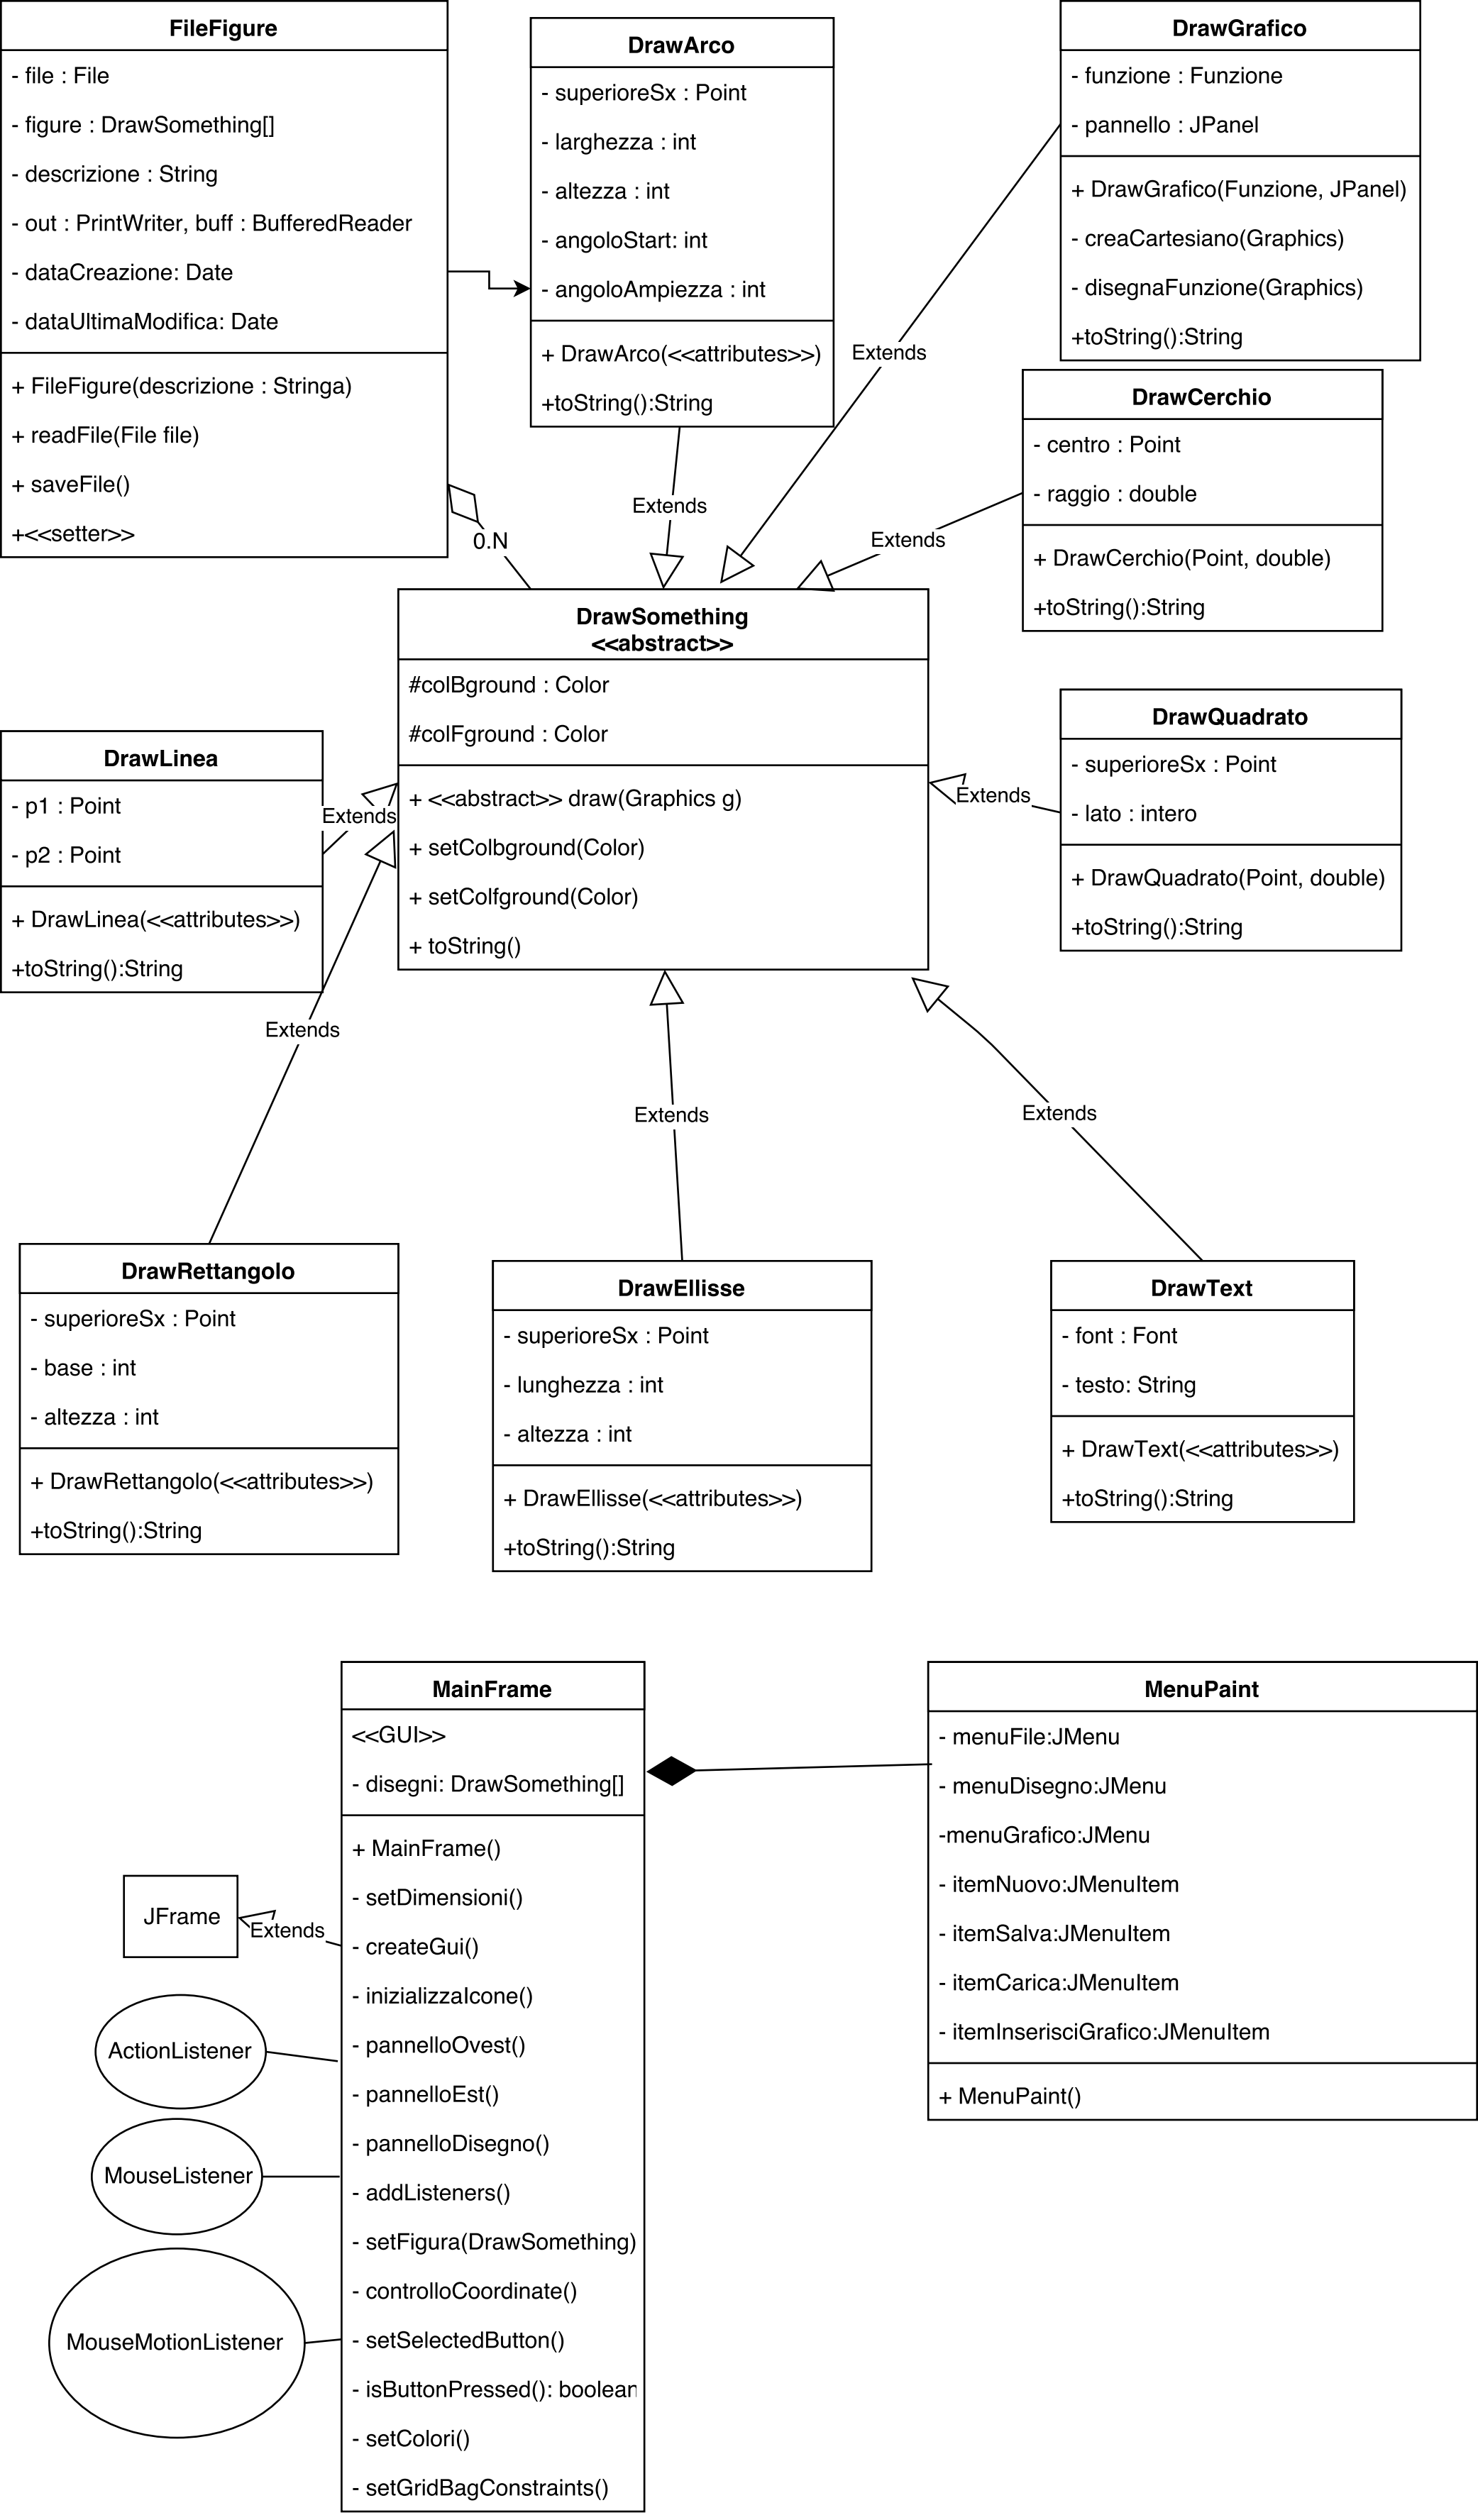 FileFigure
- file : File
- figure : DrawSomething[]
- descrizione : String
- out : PrintWriter, buff : BufferedReader
- dataCreazione: Date
- dataUltimaModifica: Date
+ FileFigure(descrizione : Stringa)
+ readFile(File file)
+ saveFile()
+<<setter>>
DrawArco
- superioreSx : Point
- larghezza : int
- altezza : int
- angoloStart: int
- angoloAmpiezza : int
+ DrawArco(<<attributes>>)
+toString():String
DrawGrafico
- funzione : Funzione
- pannello : JPanel
+ DrawGrafico(Funzione, JPanel)
- creaCartesiano(Graphics)
- disegnaFunzione(Graphics)
+toString():String
Extends
DrawCerchio
- centro : Point
- raggio : double
+ DrawCerchio(Point, double)
+toString():String
Extends
Extends
0.N
DrawSomething
<<abstract>>
#colBground : Color
#colFground : Color
+ <<abstract>> draw(Graphics g)
+ setColbground(Color)
+ setColfground(Color)
+ toString()
DrawLinea
- p1 : Point
- p2 : Point
+ DrawLinea(<<attributes>>)
+toString():String
Extends
DrawQuadrato
- superioreSx : Point
- lato : intero
+ DrawQuadrato(Point, double)
+toString():String
Extends
Extends
Extends
Extends
DrawRettangolo
- superioreSx : Point
- base : int
- altezza : int
+ DrawRettangolo(<<attributes>>)
+toString():String
DrawEllisse
- superioreSx : Point
- lunghezza : int
- altezza : int
+ DrawEllisse(<<attributes>>)
+toString():String
DrawText
- font : Font
- testo: String
+ DrawText(<<attributes>>)
+toString():String
MainFrame
<<GUI>>
- disegni: DrawSomething[]
+ MainFrame()
- setDimensioni()
- createGui()
- inizializzaIcone()
- pannelloOvest()
- pannelloEst()
- pannelloDisegno()
- addListeners()
- setFigura(DrawSomething)
- controlloCoordinate()
- setSelectedButton()
- isButtonPressed(): boolean
- setColori()
- setGridBagConstraints()
MenuPaint
- menuFile:JMenu
- menuDisegno:JMenu
-menuGrafico:JMenu
- itemNuovo:JMenuItem
- itemSalva:JMenuItem
- itemCarica:JMenuItem
- itemInserisciGrafico:JMenuItem
+ MenuPaint()
JFrame
Extends
ActionListener
MouseListener
MouseMotionListener